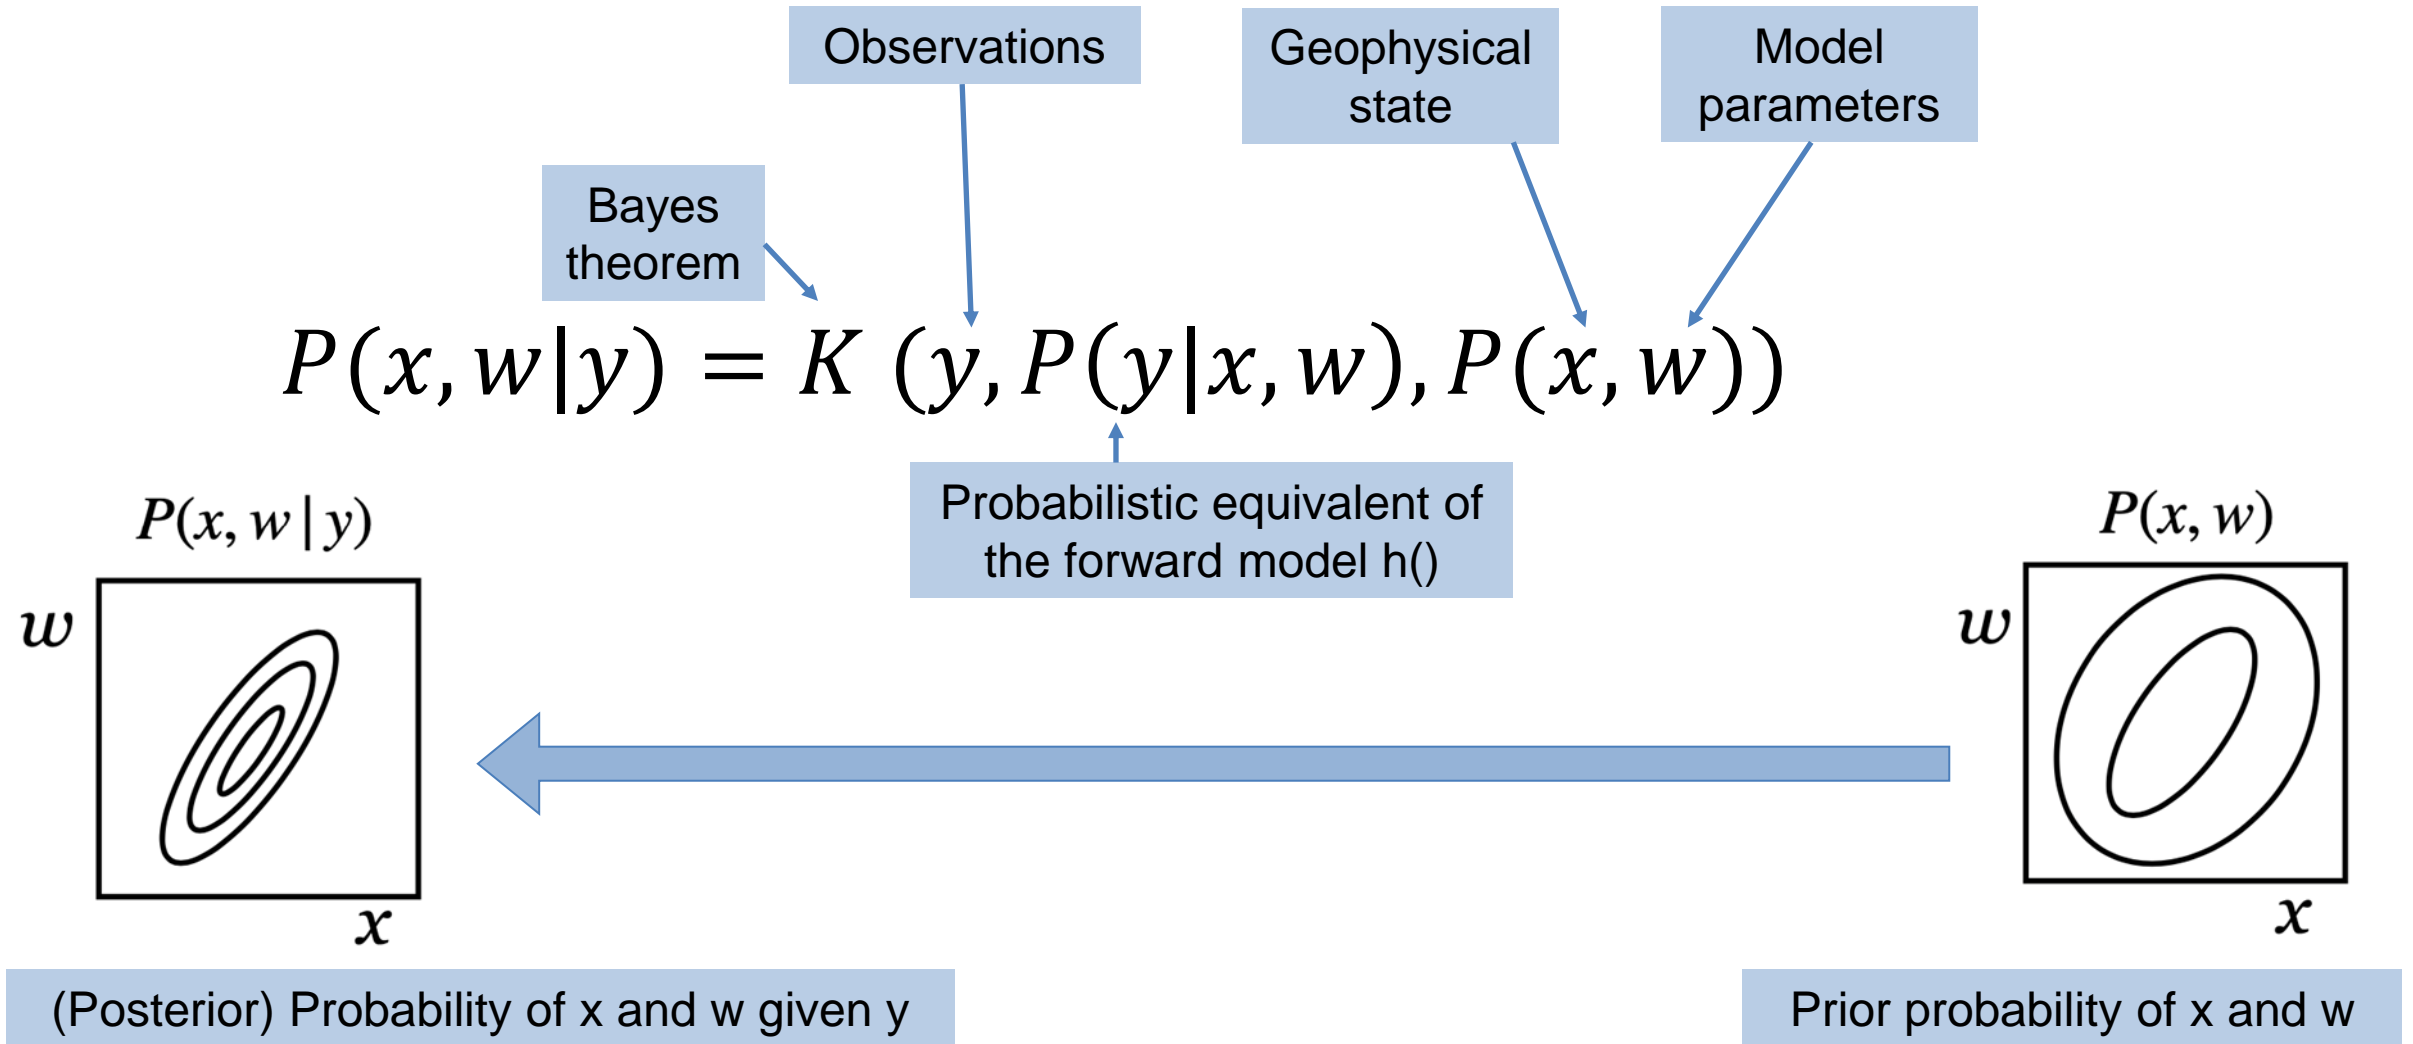 Observations
Geophysical
state
Model
parameters
Bayes
theorem
P(x, w|y) = K (y, P(y|x, w), P(x, w))
Probabilistic equivalent of
the forward model h()
P(x, w | y)
w
x
P(x, w)
w
x
(Posterior) Probability of x and w given y
Prior probability of x and w